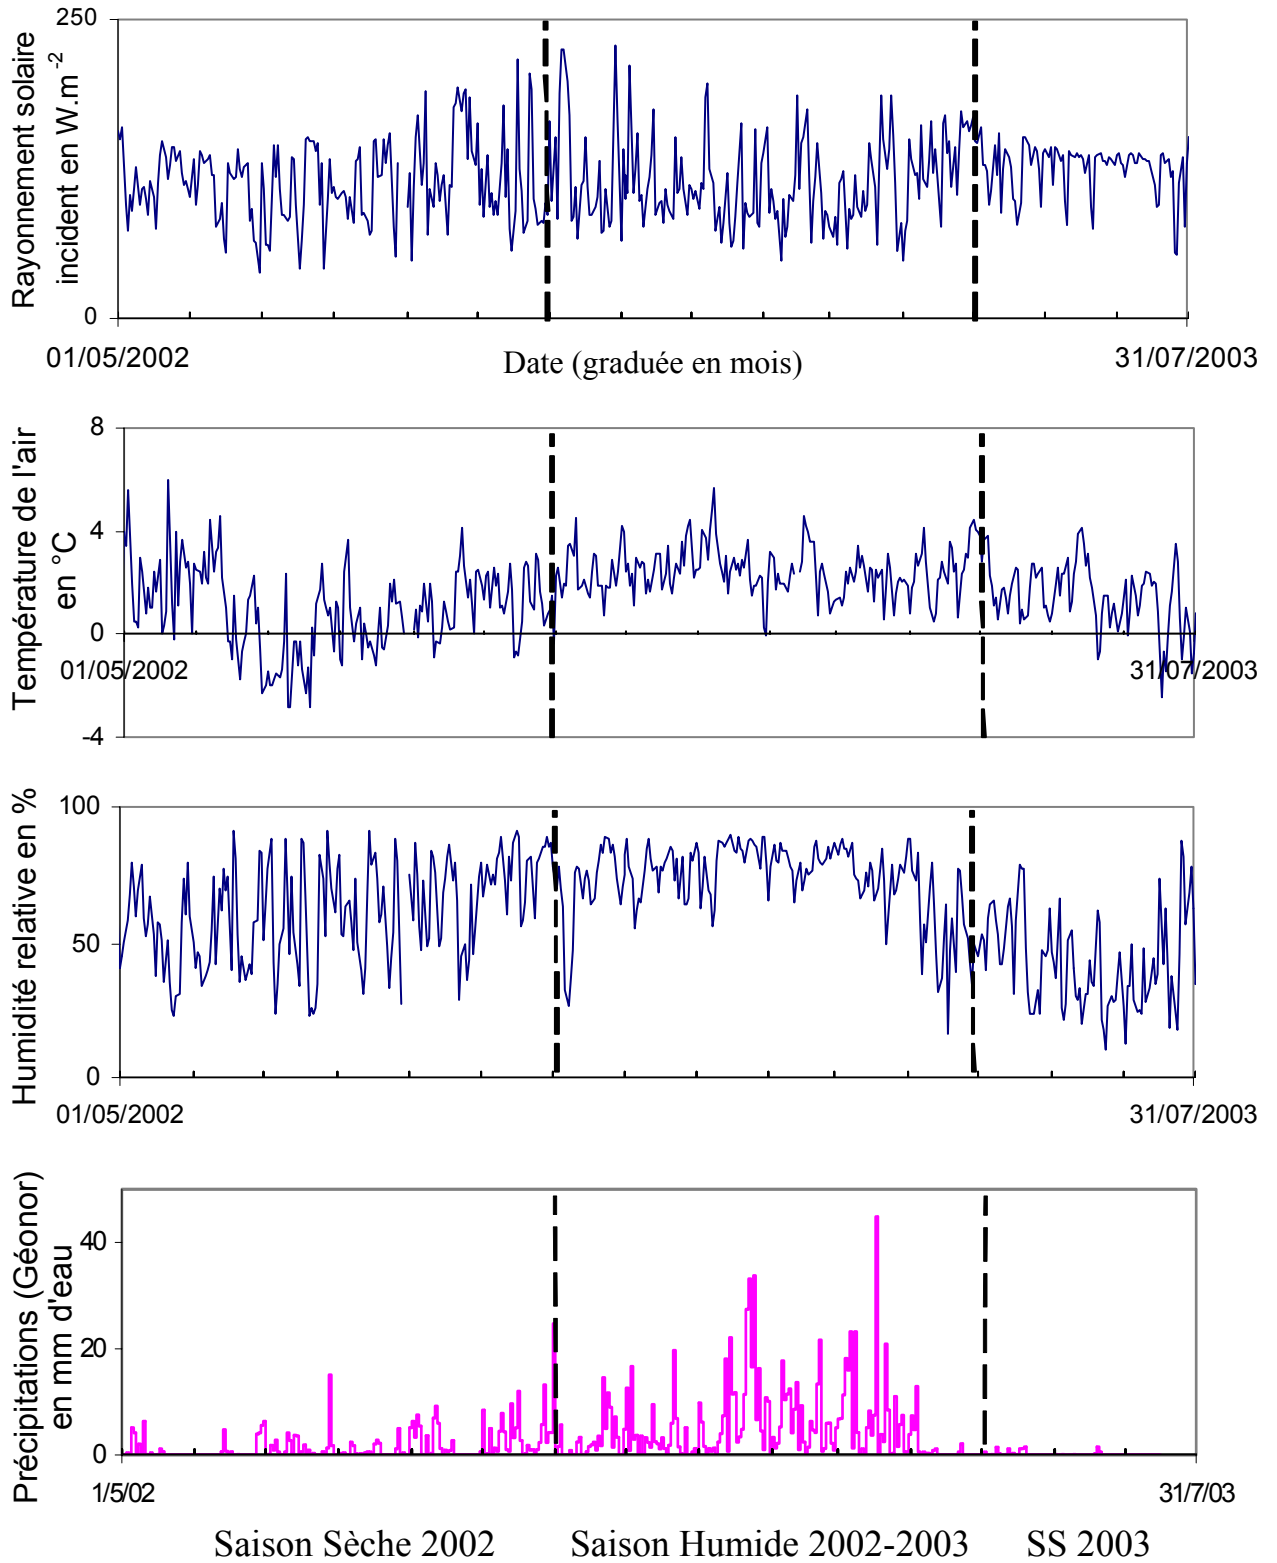 Rayonnement solaire
incident en W.m-2
250
0
01/05/2002
Date (graduée en mois)
31/07/2003
Température de l'air
en °C
8
4
0
-4
01/05/2002
31/07/2003
Humidité relative en %
100
50
0
01/05/2002
31/07/2003
Précipitations (Géonor)
en mm d'eau
40
20
0
1/5/02
31/7/03
Saison Sèche 2002
Saison Humide 2002-2003
SS 2003